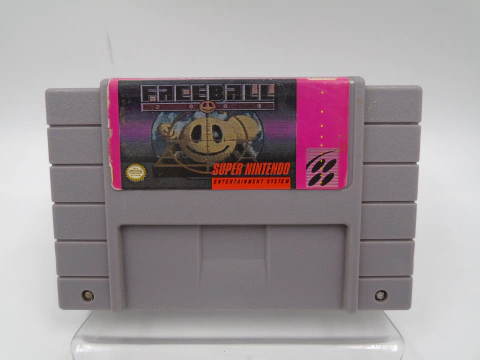 FACEBALL
2000
SUPER NINTENDO
ENTERTAINMENT SYSTEM